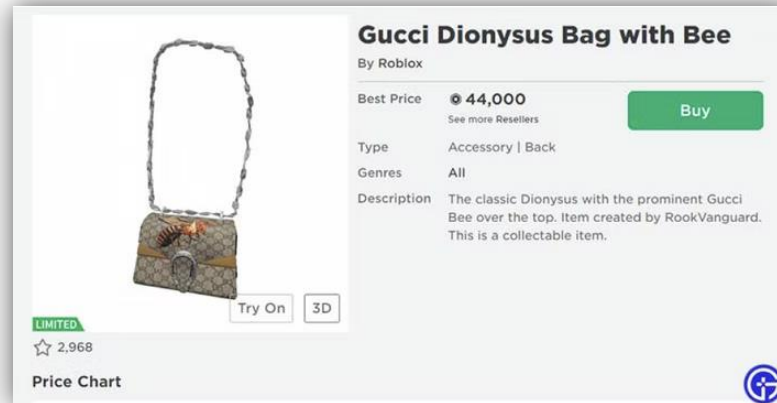 Gucci Dionysus Bag with Bee
By Roblox
Best Price 44,000
See more Resellers
Buy
Type Accessory | Back
Genres All
Description The classic Dionysus with the prominent Gucci
Bee over the top. Item created by RookVanguard.
This is a collectable item.
Try On 3D
LIMITED
2,968
Price Chart